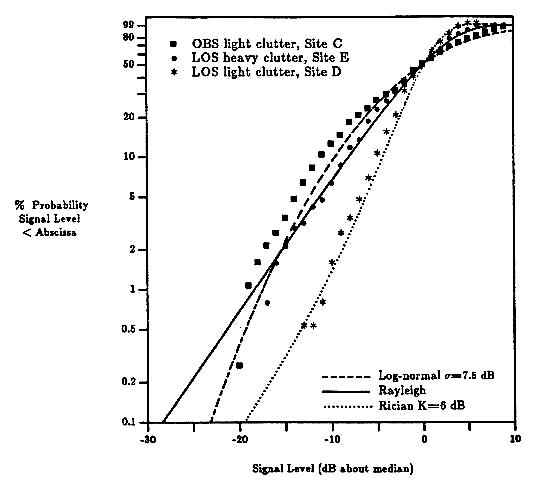 99
80
50
20
10
5
2
1
0.5
0.2
0.1
OBS light clutter, Site C
LOS heavy clutter, Site E
LOS light clutter, Site D
% Probability
Signal Level
< Abscissa
Log-normal σ=7.5 dB
Rayleigh
Rician K=6 dB
-30 -20 -10 0 10
Signal Level (dB about median)